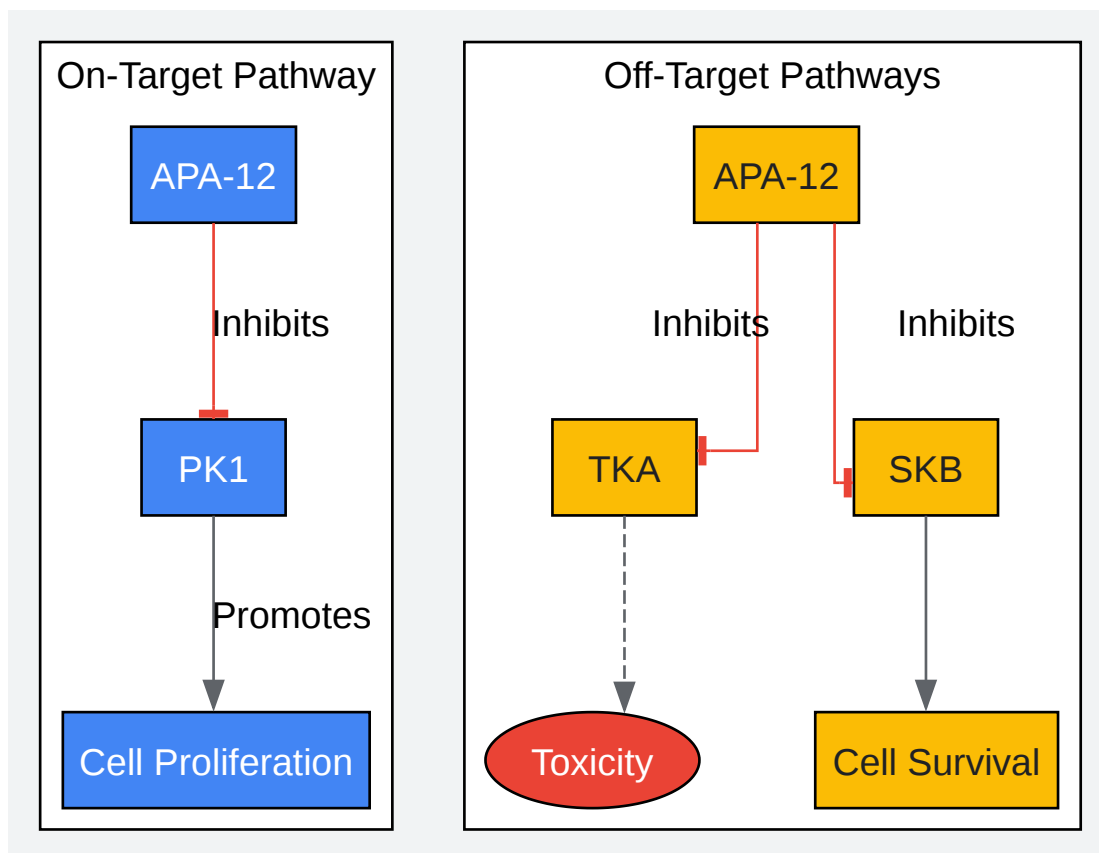 On-Target Pathway
APA-12
Inhibits
PK1
Promotes
Cell Proliferation
Off-Target Pathways
APA-12
Inhibits
Inhibits
TKA
SKB
Toxicity
Cell Survival